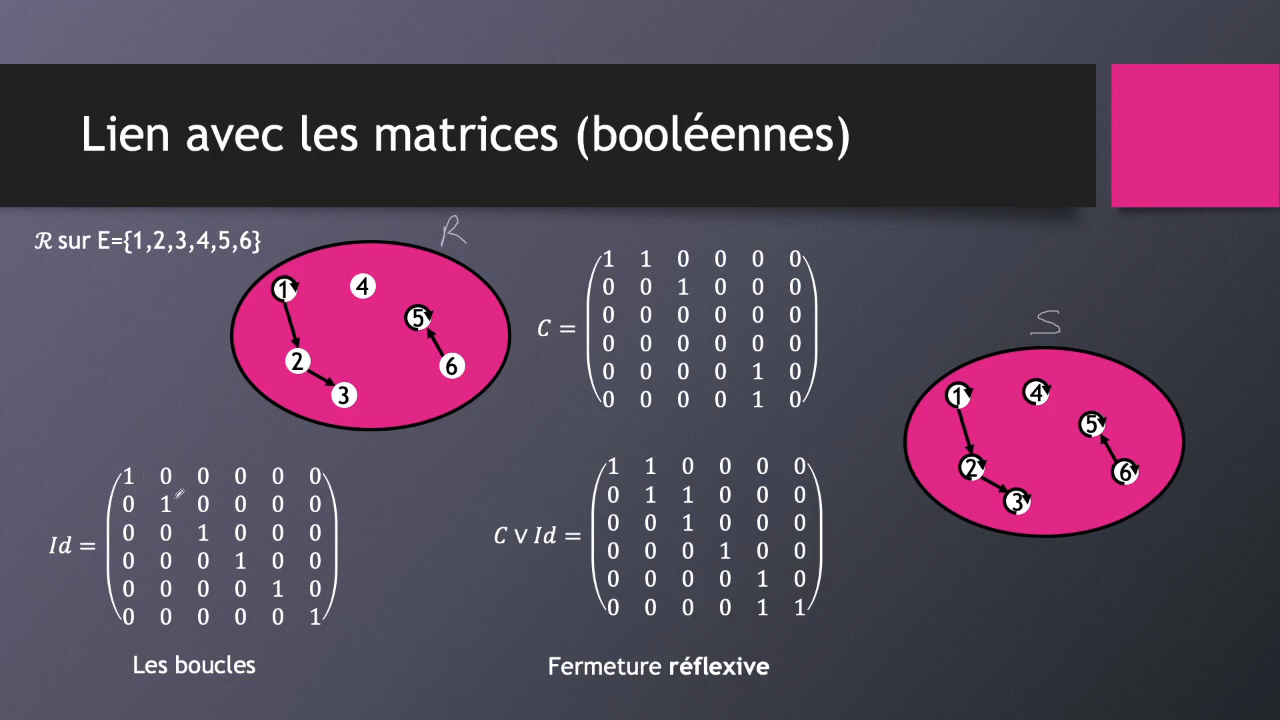 Lien avec les matrices (booléennes)
ℛ sur E={1,2,3,4,5,6}
R
1
4
5
2
6
3
C =
1 1 0 0 0 0
0 0 1 0 0 0
0 0 0 0 0 0
0 0 0 0 0 0
0 0 0 0 1 0
0 0 0 0 1 0
S
1
4
5
2
6
3
Id =
1 0 0 0 0 0
0 1 0 0 0 0
0 0 1 0 0 0
0 0 0 1 0 0
0 0 0 0 1 0
0 0 0 0 0 1
Les boucles
C ∨ Id =
1 1 0 0 0 0
0 1 1 0 0 0
0 0 1 0 0 0
0 0 0 1 0 0
0 0 0 0 1 0
0 0 0 0 1 1
Fermeture réflexive